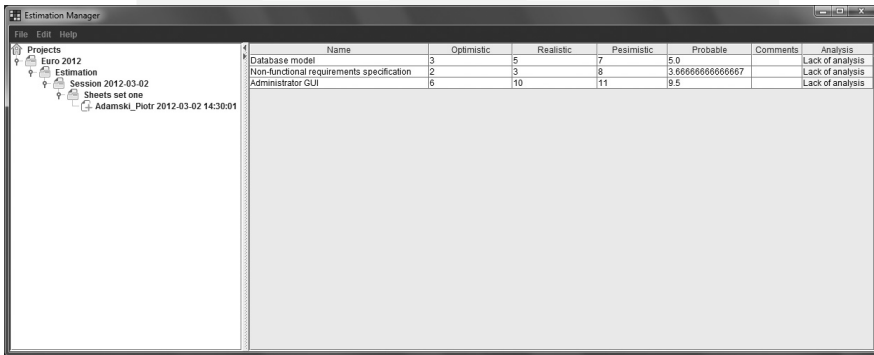 Estimation Manager
File Edit Help
Projects
Euro 2012
Estimation
Session 2012-03-02
Sheets set one
Adamski_Piotr 2012-03-02 14:30:01
Name Optimistic Realistic Pesimistic Probable Comments Analysis
Database model 3 5 7 5.0 Lack of analysis
Non-functional requirements specification 2 3 8 3.66666666666667 Lack of analysis
Administrator GUI 6 10 11 9.5 Lack of analysis